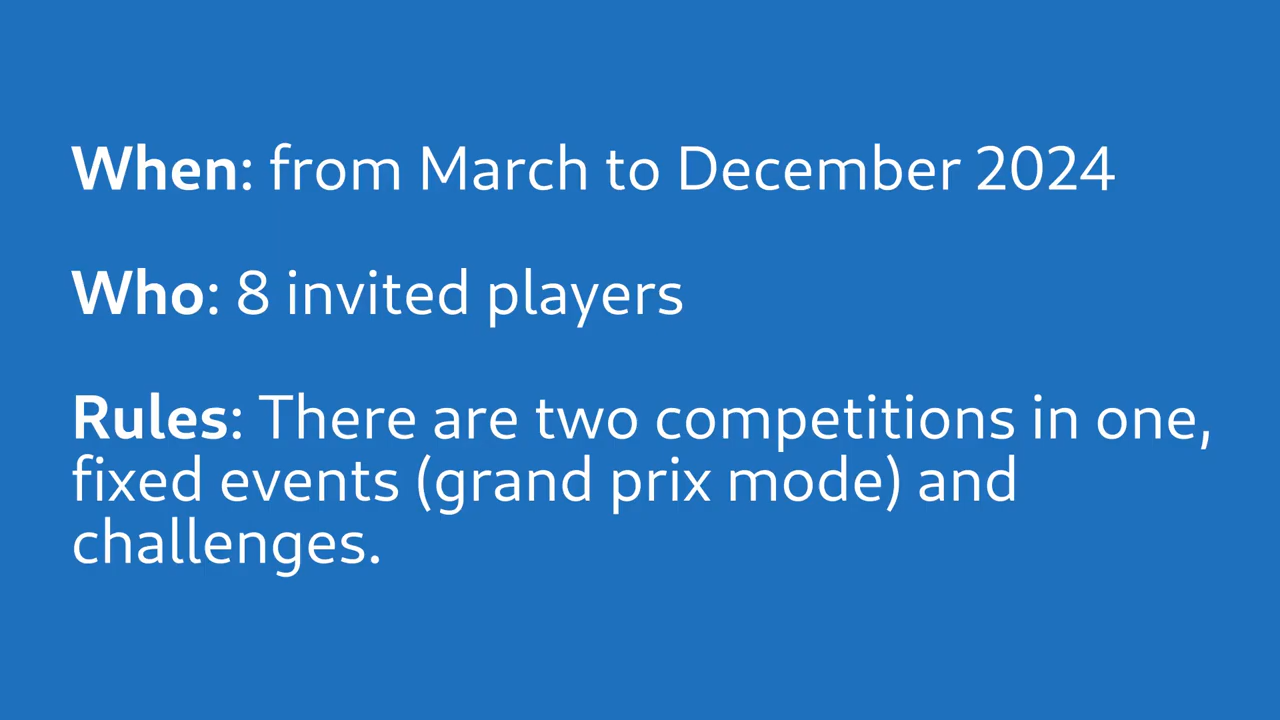 When: from March to December 2024
Who: 8 invited players
Rules: There are two competitions in one,
fixed events (grand prix mode) and
challenges.